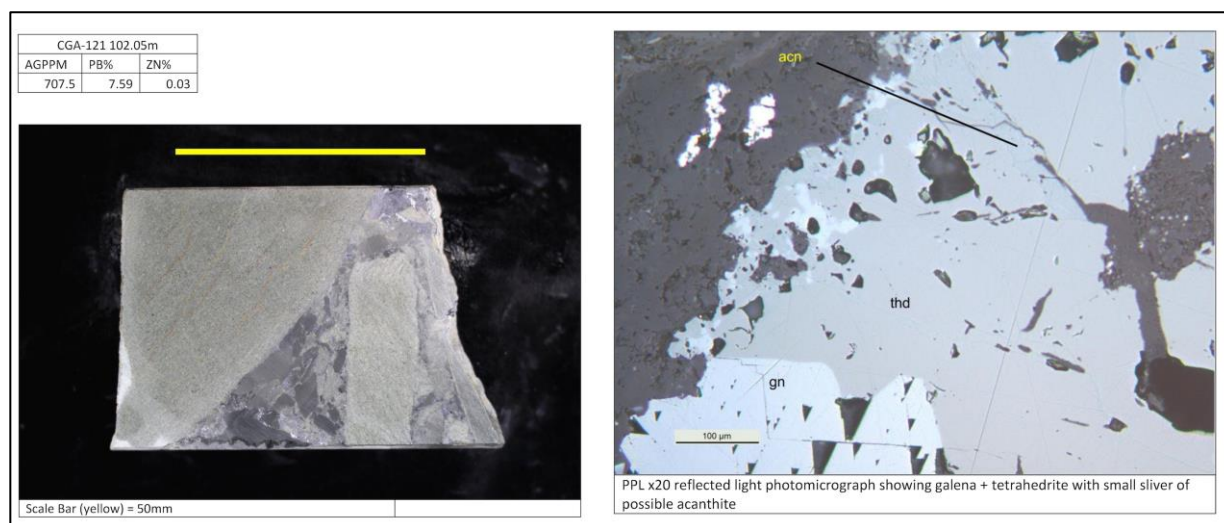 CGA-121 102.05m
AGPPM PB% ZN%
707.5 7.59 0.03
Scale Bar (yellow) = 50mm
acn
thd
gn
100 µm
PPL x20 reflected light photomicrograph showing galena + tetrahedrite with small sliver of
possible acanthite